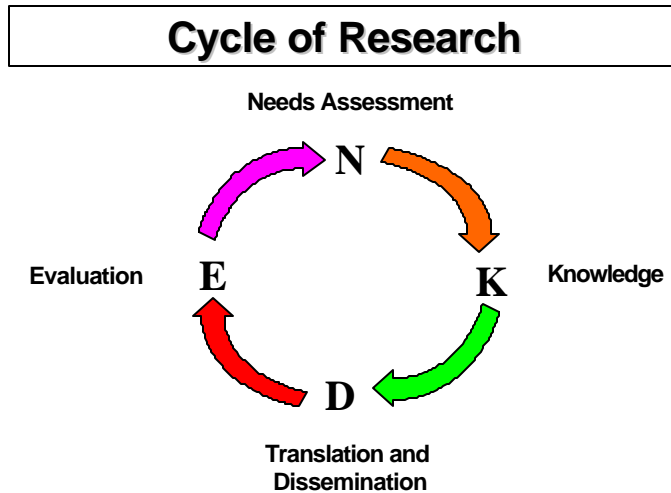 Cycle of Research
Needs Assessment
N
Evaluation
E
K
Knowledge
D
Translation and
Dissemination